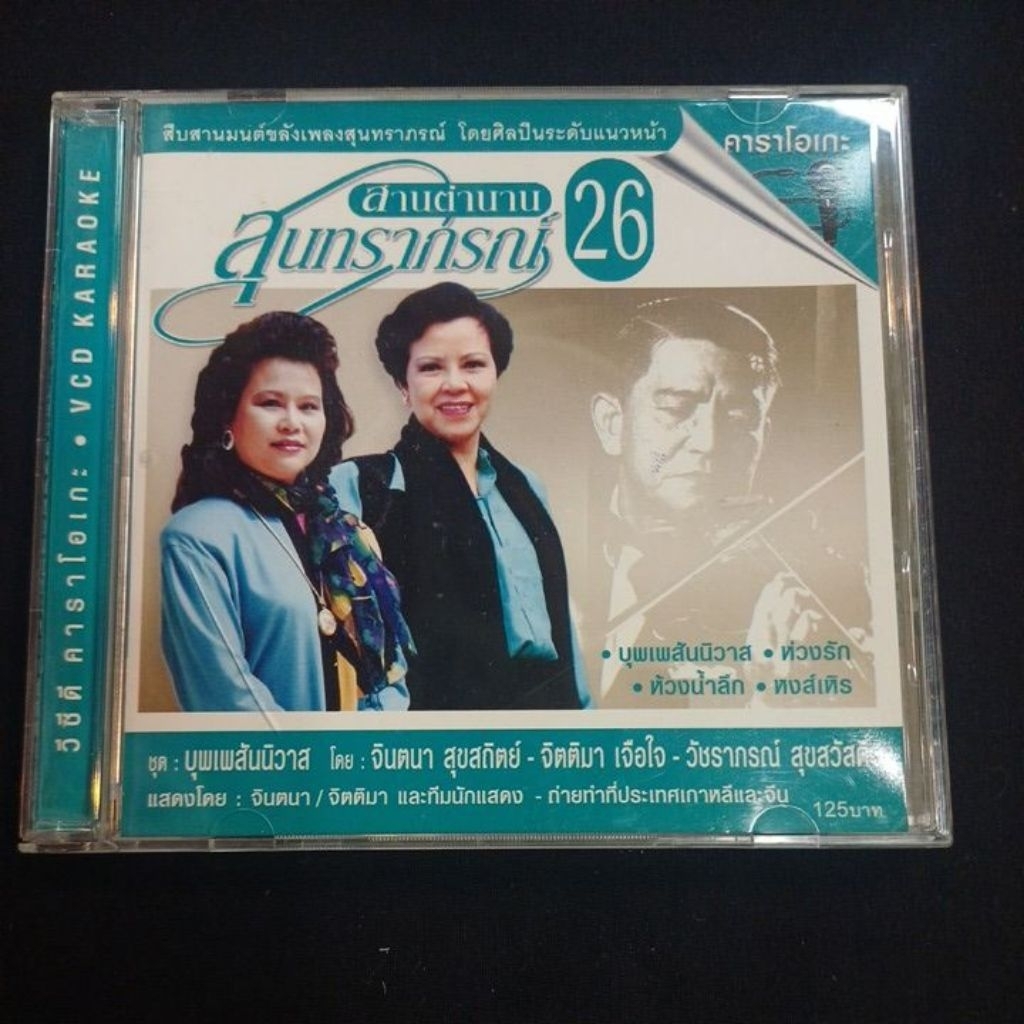 สืบสานมนต์ขลังเพลงสุนทราภรณ์ โดยศิลปินระดับแนวหน้า
คาราโอเกะ
สานตำนาน
สุนทราภรณ์
26
วีซีดี คาราโอเกะ • VCD KARAOKE
• บุพเพสันนิวาส • ห่วงรัก
• ห้วงน้ำลึก • หงส์เหิร
ชุด : บุพเพสันนิวาส โดย : จินตนา สุขสถิตย์ - จิตติมา เจือใจ - วัชราภรณ์ สุขสวัสดิ์
แสดงโดย : จินตนา / จิตติมา และทีมนักแสดง - ถ่ายทำที่ประเทศเกาหลีและจีน
125บาท